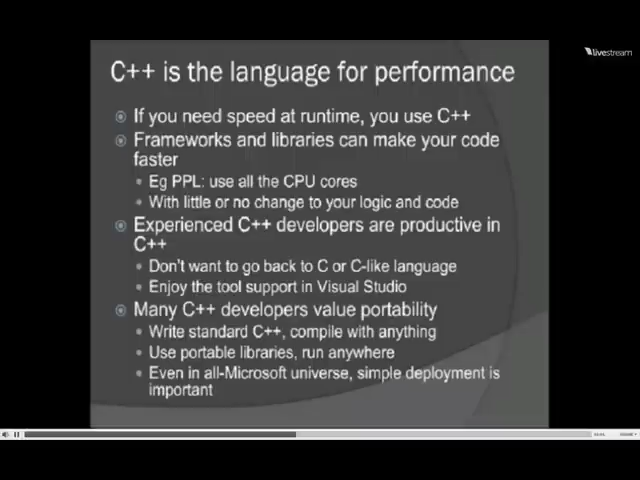 livestream
C++ is the language for performance
If you need speed at runtime, you use C++
Frameworks and libraries can make your code
faster
Eg PPL: use all the CPU cores
With little or no change to your logic and code
Experienced C++ developers are productive in
C++
Don't want to go back to C or C-like language
Enjoy the tool support in Visual Studio
Many C++ developers value portability
Write standard C++, compile with anything
Use portable libraries, run anywhere
Even in all-Microsoft universe, simple deployment is
important